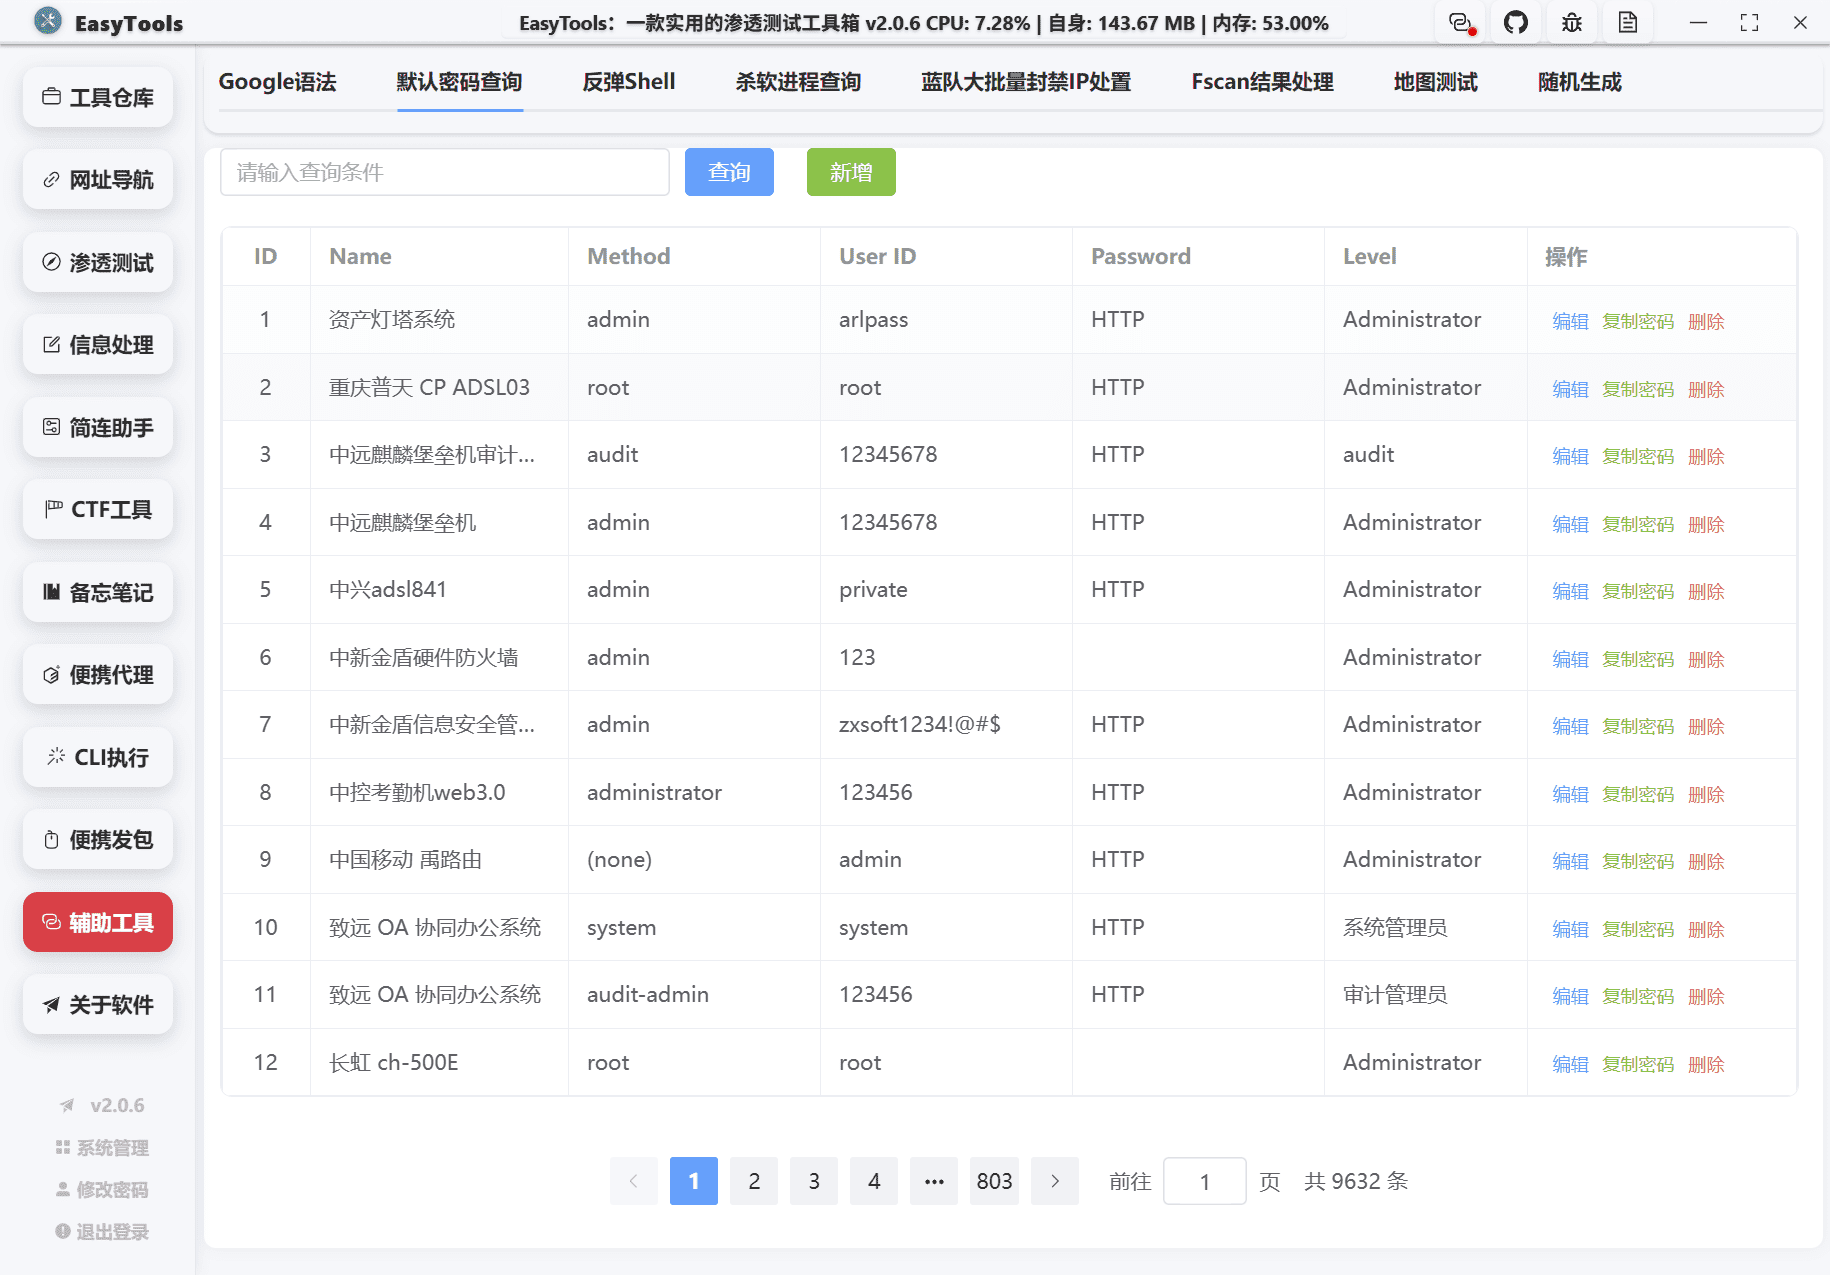 EasyTools
EasyTools：一款实用的渗透测试工具箱 v2.0.6 CPU: 7.28% | 自身: 143.67 MB | 内存: 53.00%
工具仓库
网址导航
渗透测试
信息处理
简连助手
CTF工具
备忘笔记
便携代理
CLI执行
便携发包
辅助工具
关于软件
v2.0.6
系统管理
修改密码
退出登录
Google语法 默认密码查询 反弹Shell 杀软进程查询 蓝队大批量封禁IP处置 Fscan结果处理 地图测试 随机生成
请输入查询条件 查询 新增
ID Name Method User ID Password Level 操作
1 资产灯塔系统 admin arlpass HTTP Administrator 编辑 复制密码 删除
2 重庆普天 CP ADSL03 root root HTTP Administrator 编辑 复制密码 删除
3 中远麒麟堡垒机审计... audit 12345678 HTTP audit 编辑 复制密码 删除
4 中远麒麟堡垒机 admin 12345678 HTTP Administrator 编辑 复制密码 删除
5 中兴adsl841 admin private HTTP Administrator 编辑 复制密码 删除
6 中新金盾硬件防火墙 admin 123 Administrator 编辑 复制密码 删除
7 中新金盾信息安全管... admin zxsoft1234!@#$ HTTP Administrator 编辑 复制密码 删除
8 中控考勤机web3.0 administrator 123456 HTTP Administrator 编辑 复制密码 删除
9 中国移动 禹路由 (none) admin HTTP Administrator 编辑 复制密码 删除
10 致远 OA 协同办公系统 system system HTTP 系统管理员 编辑 复制密码 删除
11 致远 OA 协同办公系统 audit-admin 123456 HTTP 审计管理员 编辑 复制密码 删除
12 长虹 ch-500E root root Administrator 编辑 复制密码 删除
1 2 3 4 ••• 803 前往 1 页 共 9632 条